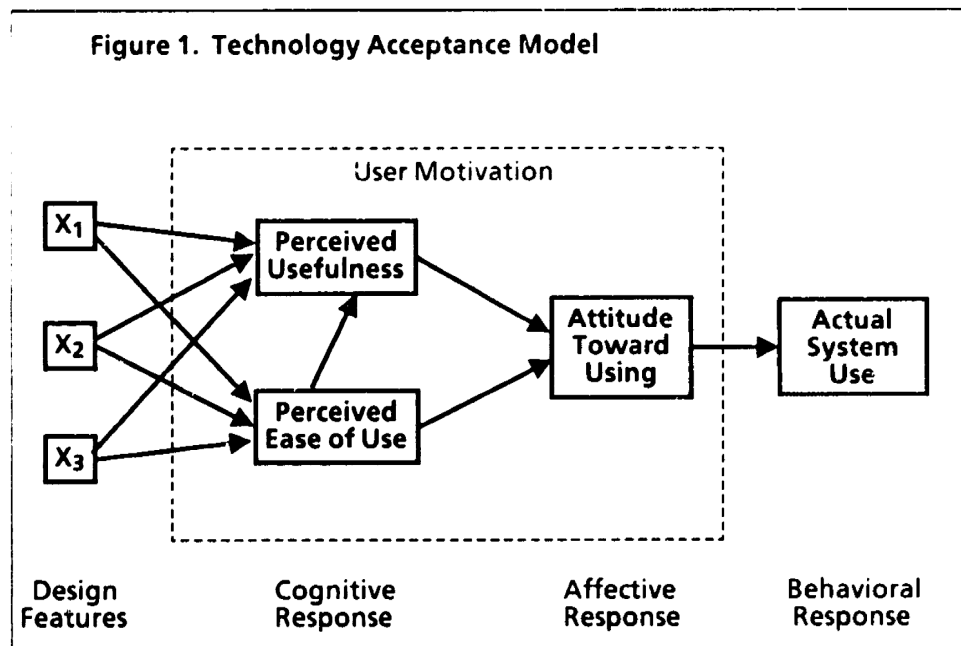 Figure 1. Technology Acceptance Model
User Motivation
X1
Perceived
Usefulness
X2
Attitude
Toward
Using
Actual
System
Use
Perceived
Ease of Use
X3
Design
Features
Cognitive
Response
Affective
Response
Behavioral
Response